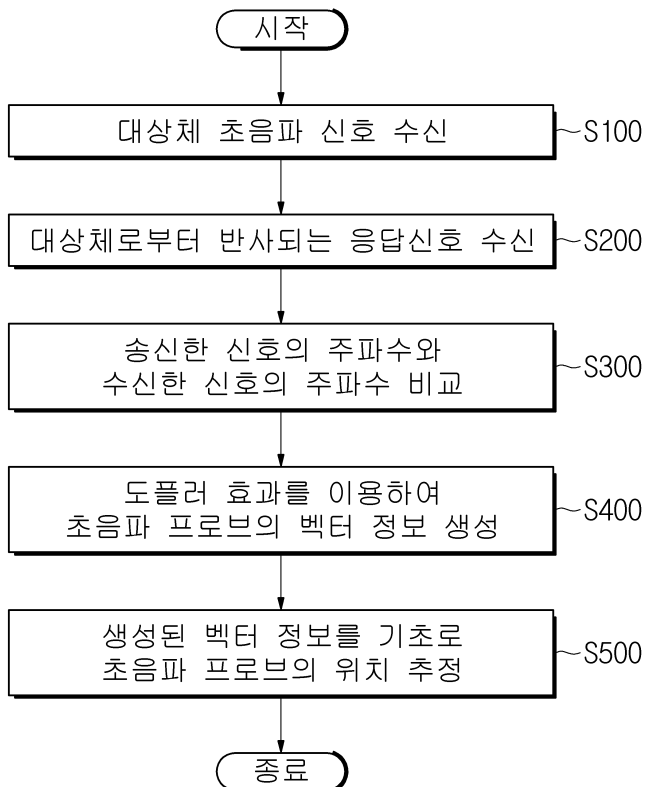 시작
대상체 초음파 신호 수신
S100
대상체로부터 반사되는 응답신호 수신
S200
송신한 신호의 주파수와
수신한 신호의 주파수 비교
S300
도플러 효과를 이용하여
초음파 프로브의 벡터 정보 생성
S400
생성된 벡터 정보를 기초로
초음파 프로브의 위치 추정
S500
종료